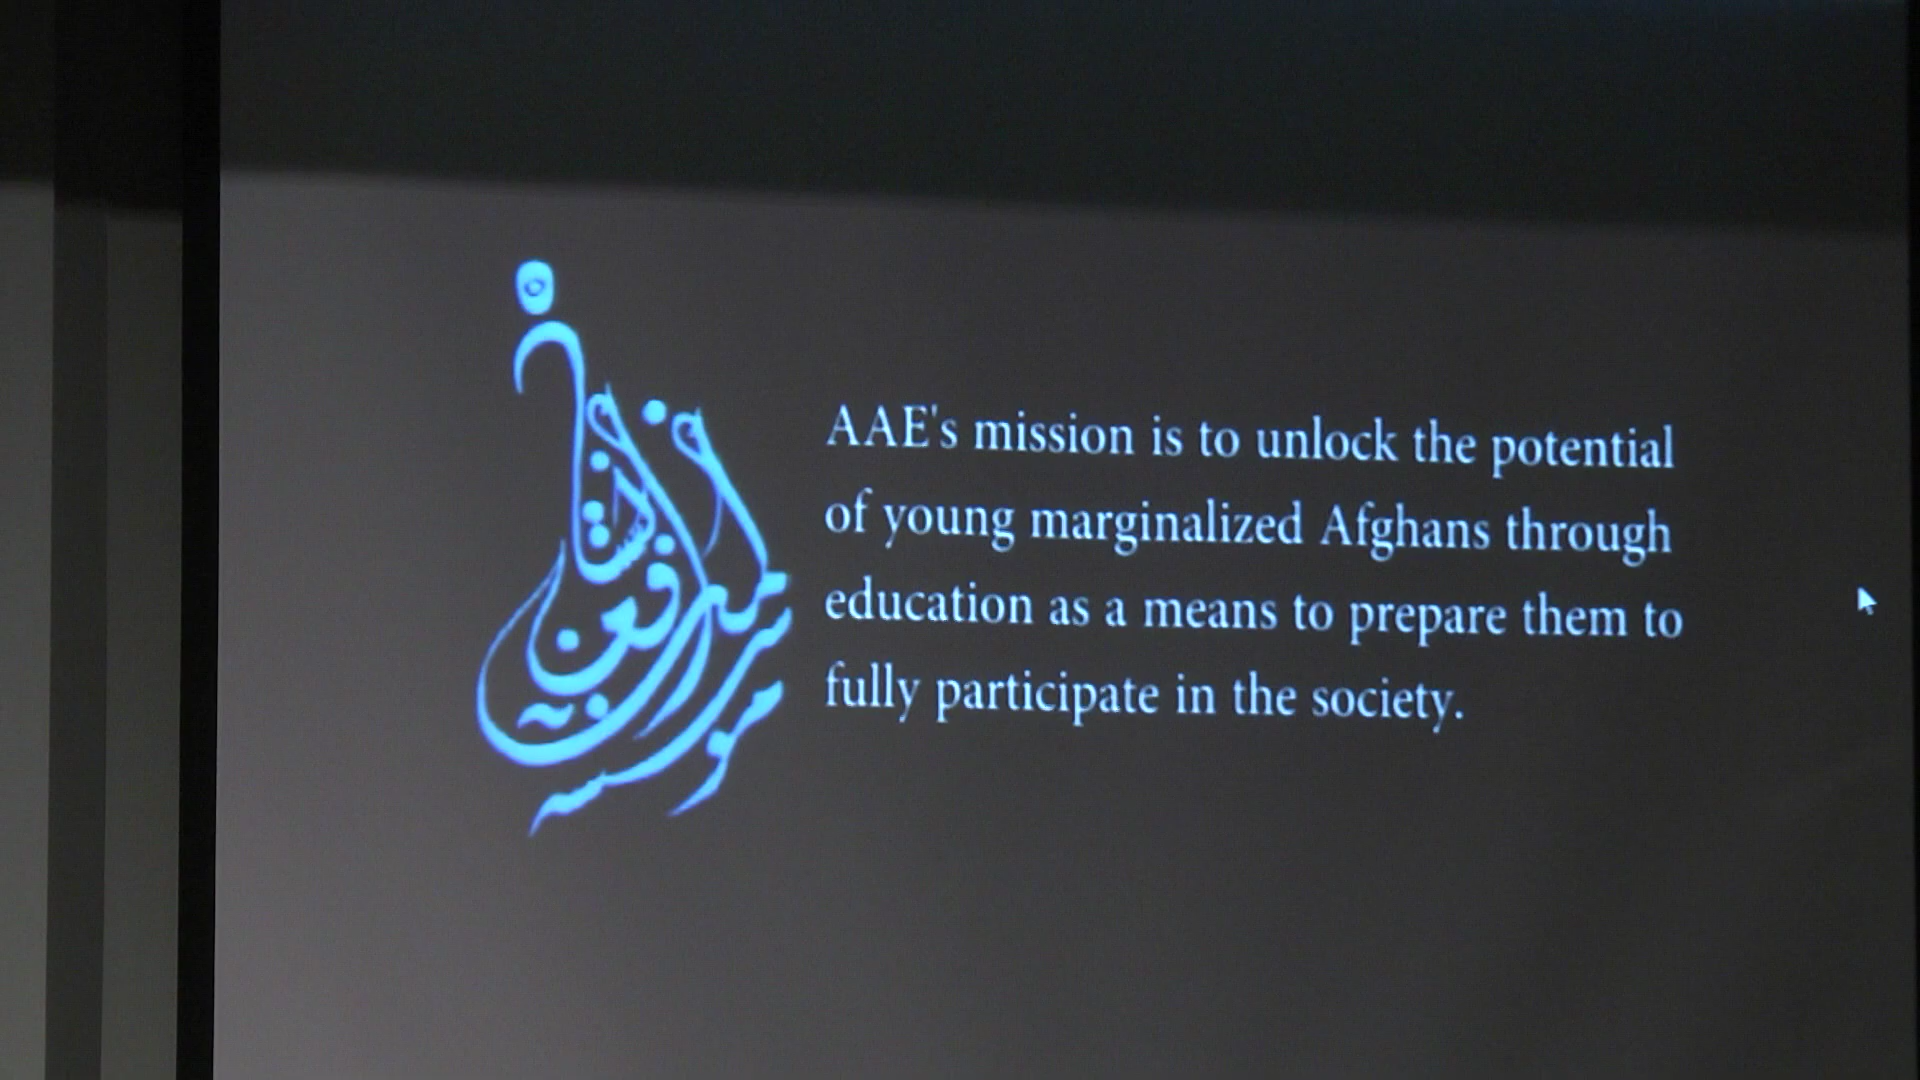 AAE's mission is to unlock the potential
of young marginalized Afghans through
education as a means to prepare them to
fully participate in the society.